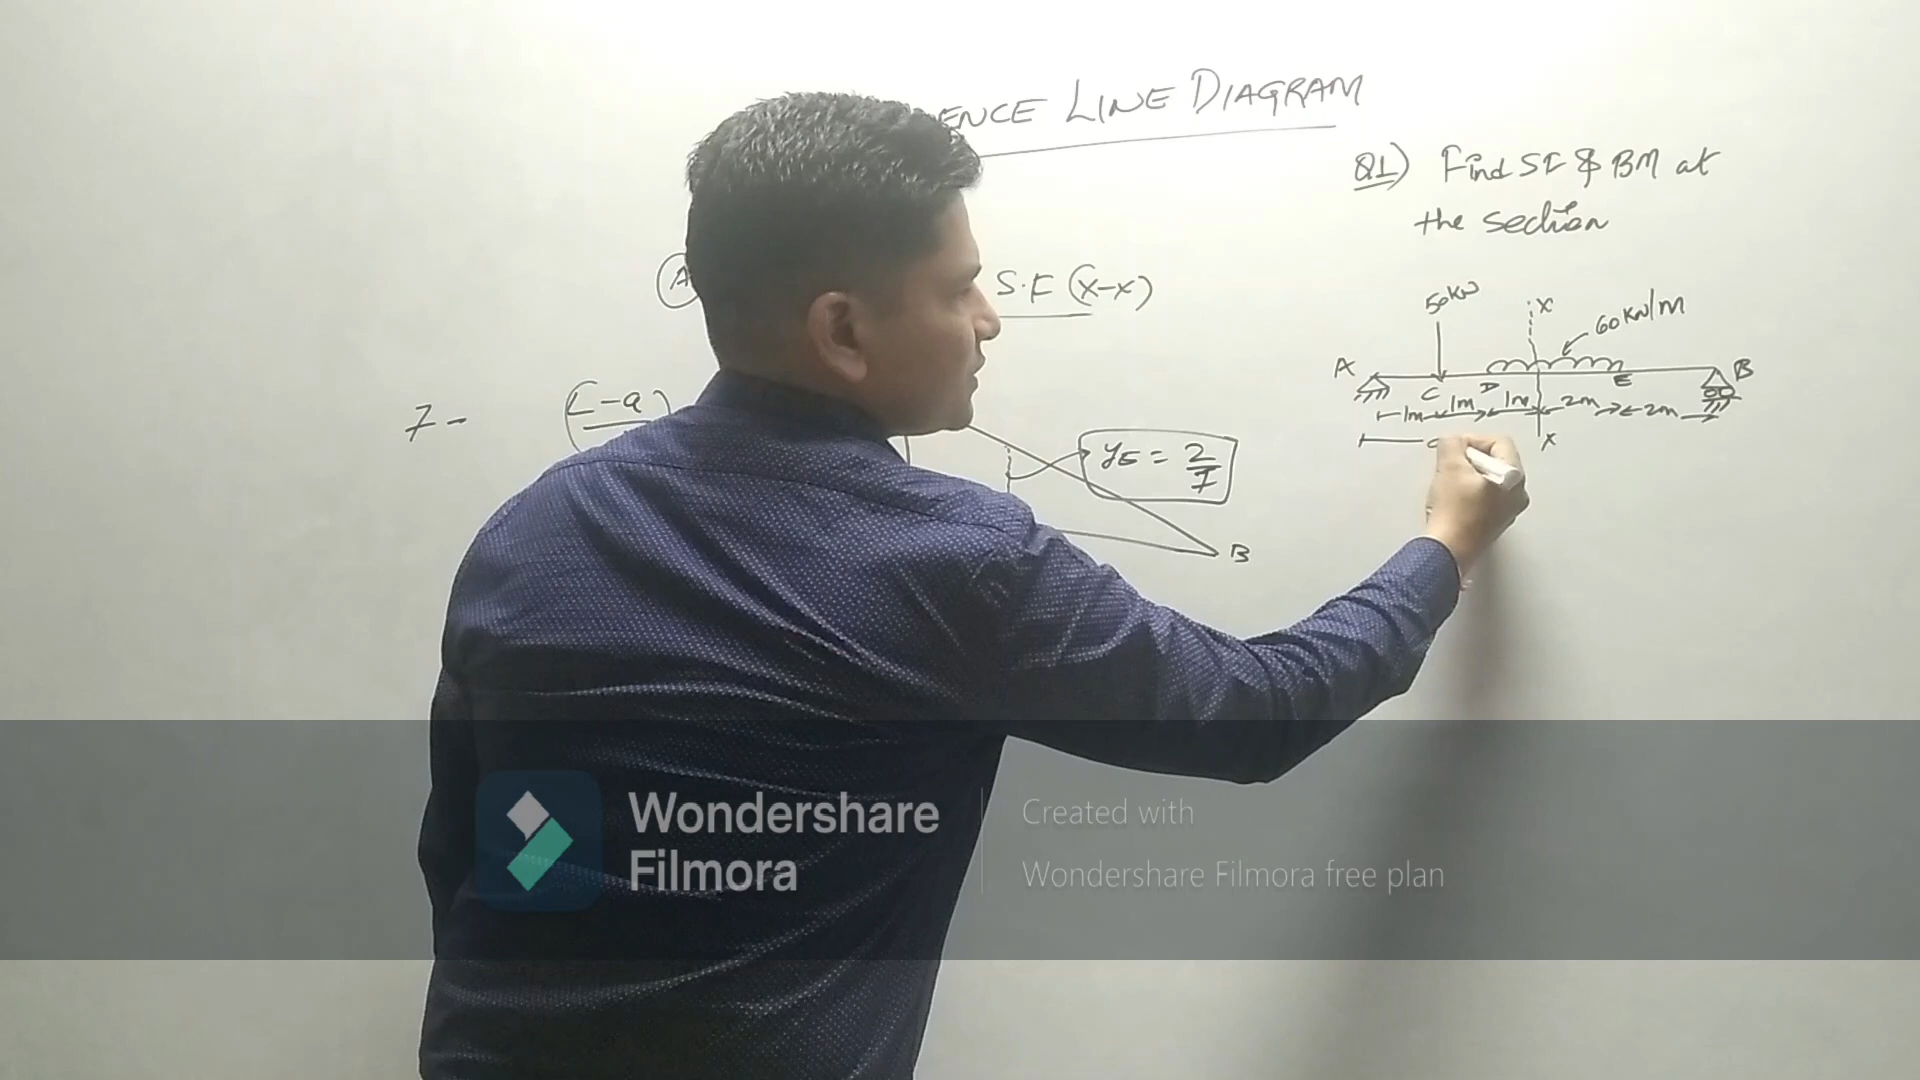 ENCE LINE DIAGRAM
Q1) Find SF & BM at
the section
A S.F (x-x)
50KN
X
60KN/M
A
B
C
D
E
1m 1m 1m 2m 2m
X
7-
L-a
yE = 2/7
B
Wondershare
Filmora
Created with
Wondershare Filmora free plan